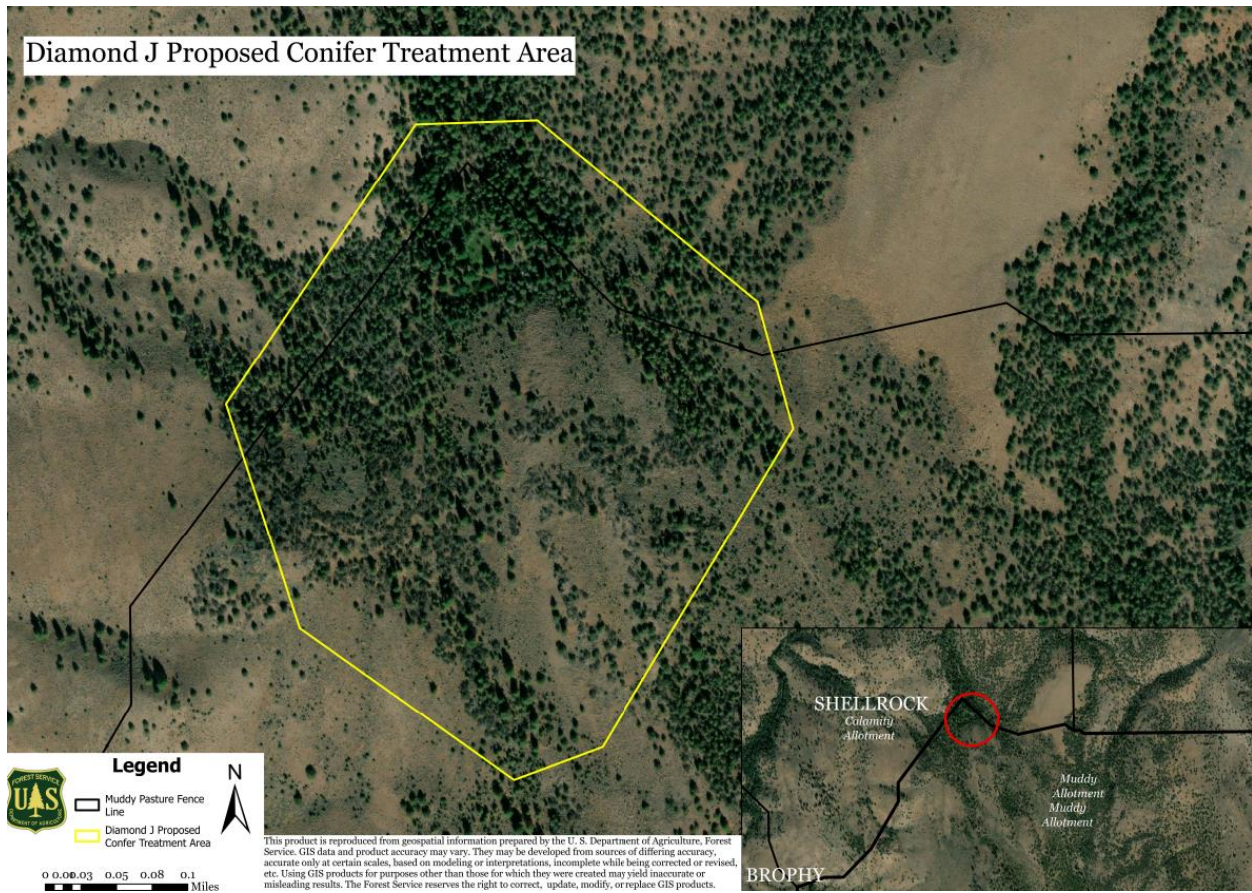 Diamond J Proposed Conifer Treatment Area
SHELLROCK
Calamity
Allotment
Muddy
Allotment
Muddy
Allotment
BROPHY
Legend
FOREST SERVICE
U S
DEPARTMENT OF AGRICULTURE
Muddy Pasture Fence
Line
Diamond J Proposed
Confer Treatment Area
N
0 0.01 0.03 0.05 0.08 0.1
Miles
This product is reproduced from geospatial information prepared by the U. S. Department of Agriculture, Forest
Service. GIS data and product accuracy may vary. They may be developed from sources of differing accuracy,
accurate only at certain scales, based on modeling or interpretations, incomplete while being corrected or revised,
etc. Using GIS products for purposes other than those for which they were created may yield inaccurate or
misleading results. The Forest Service reserves the right to correct, update, modify, or replace GIS products.